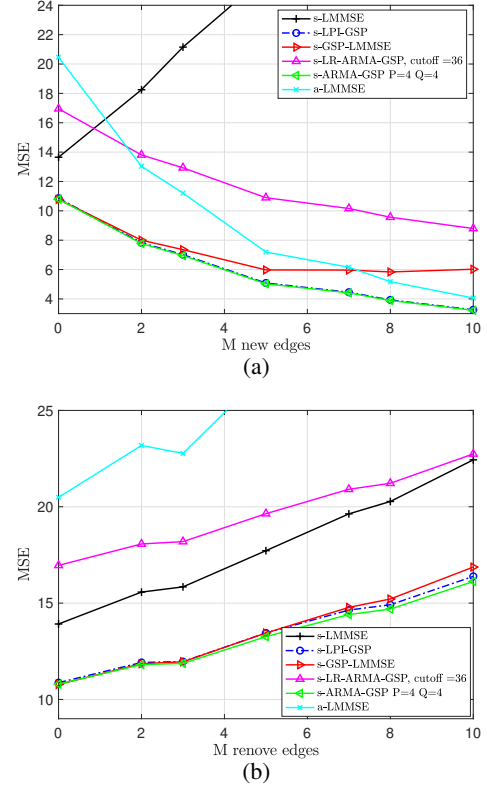 24
22
20
18
16
14
12
10
8
6
4
MSE
s-LMMSE
s-LPI-GSP
s-GSP-LMMSE
s-LR-ARMA-GSP, cutoff =36
s-ARMA-GSP P=4 Q=4
a-LMMSE
0 2 4 6 8 10
M new edges
(a)
25
20
15
10
MSE
s-LMMSE
s-LPI-GSP
s-GSP-LMMSE
s-LR-ARMA-GSP, cutoff =36
s-ARMA-GSP P=4 Q=4
a-LMMSE
0 2 4 6 8 10
M renove edges
(b)